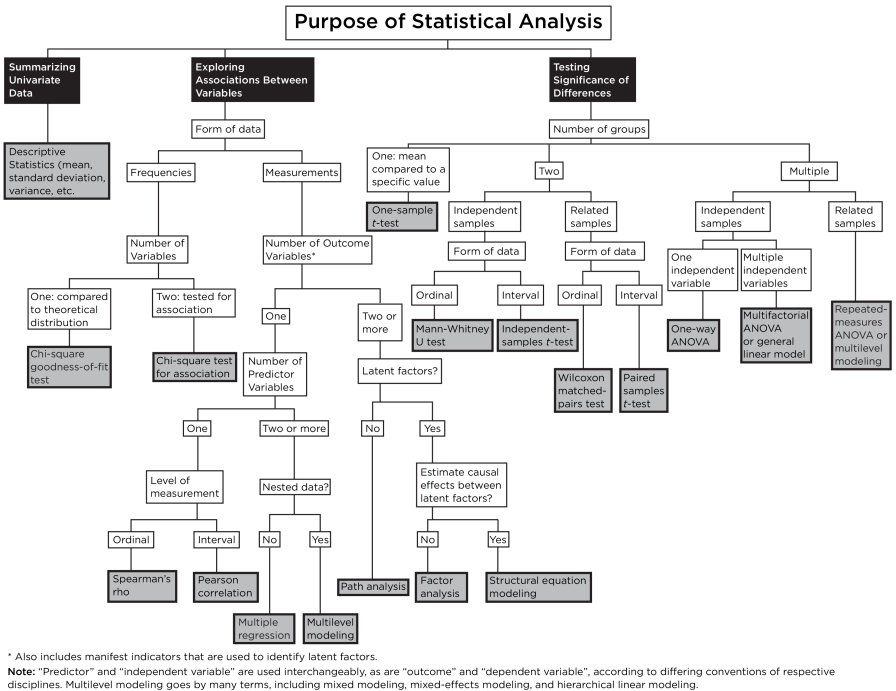 Purpose of Statistical Analysis
Summarizing
Univariate
Data
Exploring
Associations Between
Variables
Testing
Significance of
Differences
Descriptive
Statistics (mean,
standard deviation,
variance, etc.
Form of data
Frequencies
Measurements
Number of
Variables
Number of Outcome
Variables*
One: compared
to theoretical
distribution
Two: tested for
association
Chi-square
goodness-of-fit
test
Chi-square test
for association
One
Two or
more
Number of
Predictor
Variables
Latent factors?
One
Two or more
No
Yes
Level of
measurement
Nested data?
Estimate causal
effects between
latent factors?
Ordinal
Interval
No
Yes
No
Yes
Spearman's
rho
Pearson
correlation
Multiple
regression
Multilevel
modeling
Path analysis
Factor
analysis
Structural equation
modeling
Number of groups
One: mean
compared to a
specific value
Two
Multiple
One-sample
t-test
Independent
samples
Related
samples
Independent
samples
Related
samples
Form of data
Form of data
One
independent
variable
Multiple
independent
variables
Ordinal
Interval
Ordinal
Interval
Mann-Whitney
U test
Independent-
samples t-test
Wilcoxon
matched-
pairs test
Paired
samples
t-test
One-way
ANOVA
Multifactorial
ANOVA
or general
linear model
Repeated-
measures
ANOVA or
multilevel
modeling
* Also includes manifest indicators that are used to identify latent factors.
Note: “Predictor” and “independent variable” are used interchangeably, as are “outcome” and “dependent variable”, according to differing conventions of respective
disciplines. Multilevel modeling goes by many terms, including mixed modeling, mixed-effects modeling, and hierarchical linear modeling.